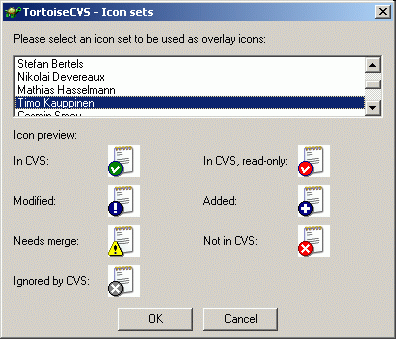 TortoiseCVS - Icon sets
Please select an icon set to be used as overlay icons:
Stefan Bertels
Nikolai Devereaux
Mathias Hasselmann
Timo Kauppinen
Icon preview:
In CVS:
In CVS, read-only:
Modified:
Added:
Needs merge:
Not in CVS:
Ignored by CVS:
OK
Cancel